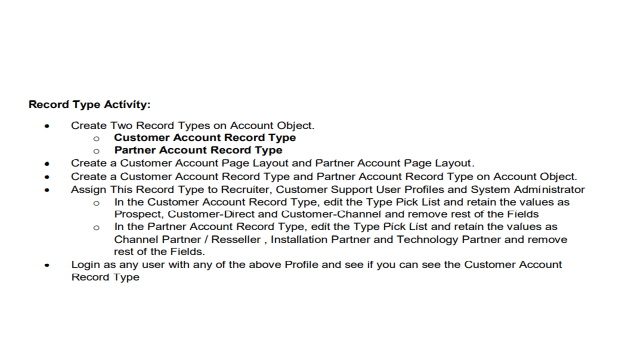 Record Type Activity:
• Create Two Record Types on Account Object.
o Customer Account Record Type
o Partner Account Record Type
• Create a Customer Account Page Layout and Partner Account Page Layout.
• Create a Customer Account Record Type and Partner Account Record Type on Account Object.
• Assign This Record Type to Recruiter, Customer Support User Profiles and System Administrator
o In the Customer Account Record Type, edit the Type Pick List and retain the values as
Prospect, Customer-Direct and Customer-Channel and remove rest of the Fields
o In the Partner Account Record Type, edit the Type Pick List and retain the values as
Channel Partner / Resseller , Installation Partner and Technology Partner and remove
rest of the Fields.
• Login as any user with any of the above Profile and see if you can see the Customer Account
Record Type